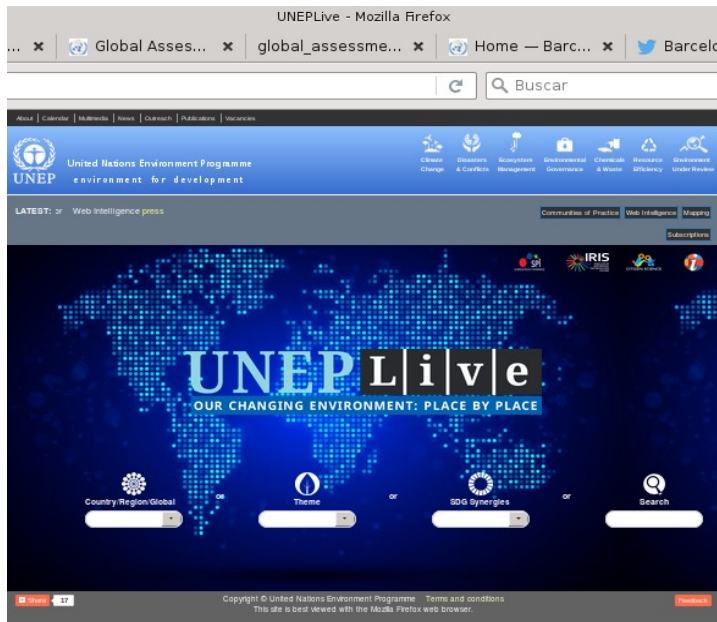 UNEPLive - Mozilla Firefox
... Global Asses... global_assessme... Home — Barc... Barcelo
Buscar
About | Calendar | Multimedia | News | Outreach | Publications | Vacancies
UNEP
United Nations Environment Programme
environment for development
Climate Change
Disasters & Conflicts
Ecosystem Management
Environmental Governance
Chemicals & Waste
Resource Efficiency
Environment Under Review
LATEST: or Web Intelligence press
Communities of Practice Web Intelligence Mapping
Subscriptions
SPI
IRIS
CITIZEN SCIENCE
UNEP Live
OUR CHANGING ENVIRONMENT: PLACE BY PLACE
Country/Region/Global or Theme or SDG Synergies or Search
Share 17
Copyright © United Nations Environment Programme Terms and conditions
This site is best viewed with the Mozilla Firefox web browser.
Feedback